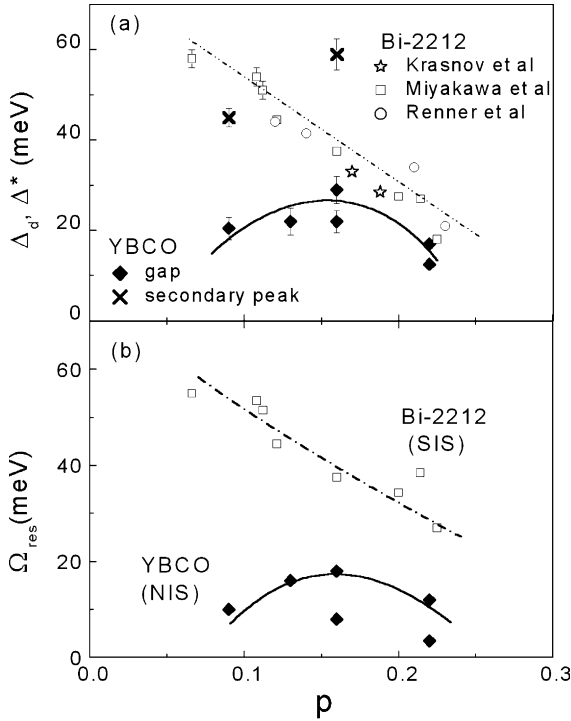 (a)
Bi-2212
Krasnov et al
Miyakawa et al
Renner et al
60
40
20
0
Δd, Δ* (meV)
YBCO
gap
secondary peak
(b)
60
40
20
0
Ωres(meV)
Bi-2212
(SIS)
YBCO
(NIS)
0.0 0.1 0.2 0.3
p